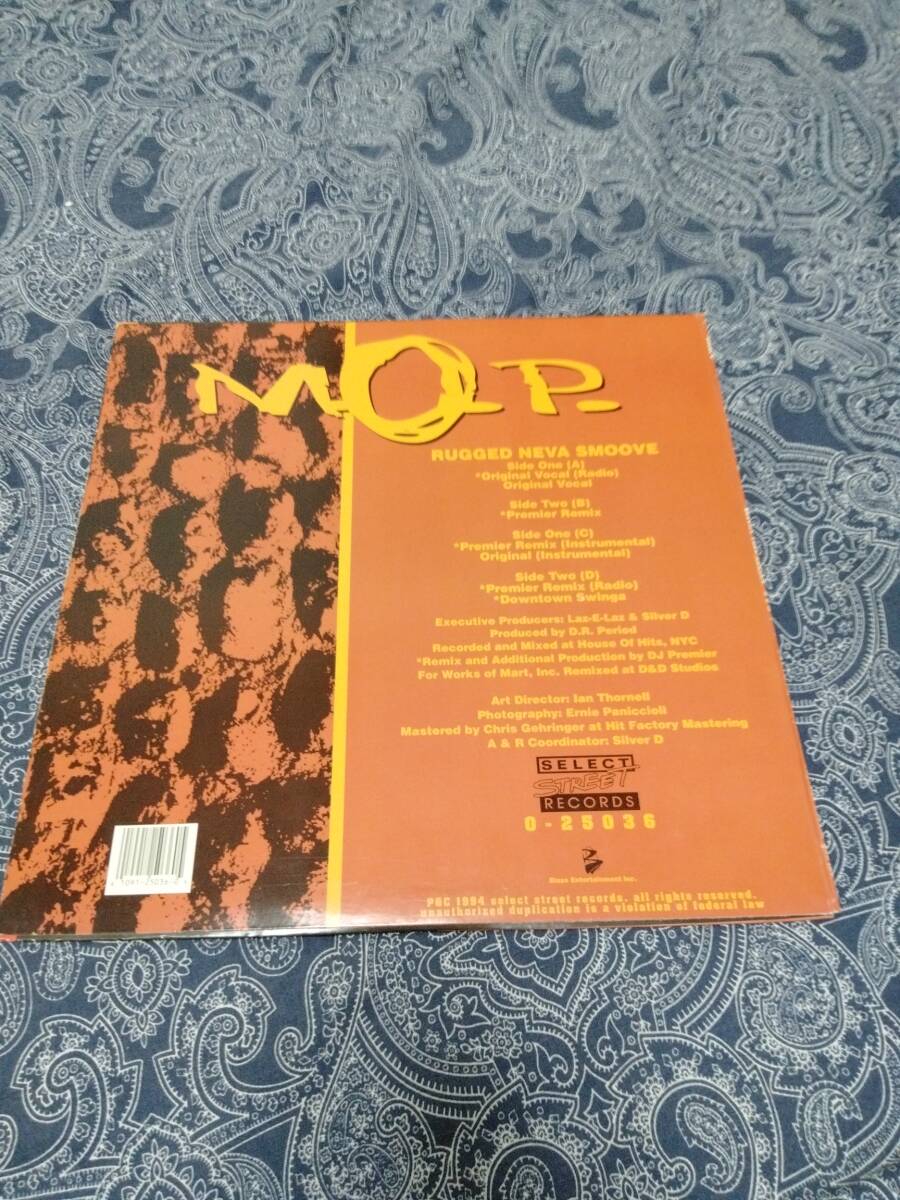 M.O.P.
RUGGED NEVA SMOOVE
Side One (A)
*Original Vocal (Radio)
Original Vocal
Side Two (B)
*Premier Remix
Side One (C)
*Premier Remix (Instrumental)
Original (Instrumental)
Side Two (D)
*Premier Remix (Radio)
*Downtown Swinga
Executive Producers: Laz-E-Laz & Silver D
Produced by D.R. Period
Recorded and Mixed at House Of Hits, NYC
*Remix and Additional Production by DJ Premier
For Works of Mart, Inc. Remixed at D&D Studios
Art Director: Ian Thornell
Photography: Ernie Paniccioli
Mastered by Chris Gehringer at Hit Factory Mastering
A & R Coordinator: Silver D
SELECT
STREET
RECORDS
0-25036
Entertainment Inc.
P&C 1994 select street records. all rights reserved.
unauthorized duplication is a violation of federal law